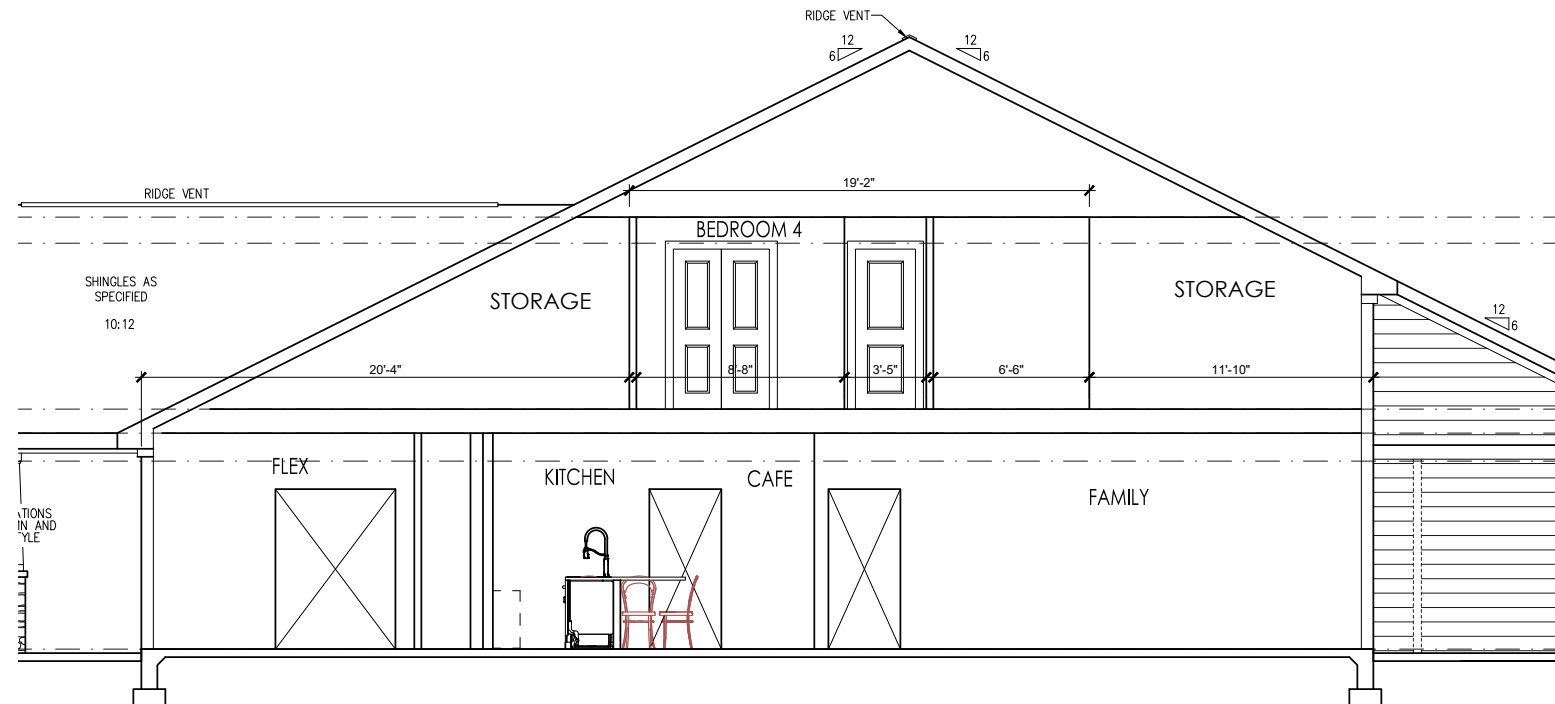 RIDGE VENT
12
6
12
6
RIDGE VENT
19'-2"
BEDROOM 4
SHINGLES AS
SPECIFIED
10:12
STORAGE
STORAGE
12
6
20'-4"
8'-8"
3'-5"
6'-6"
11'-10"
FLEX
KITCHEN
CAFE
FAMILY
AND